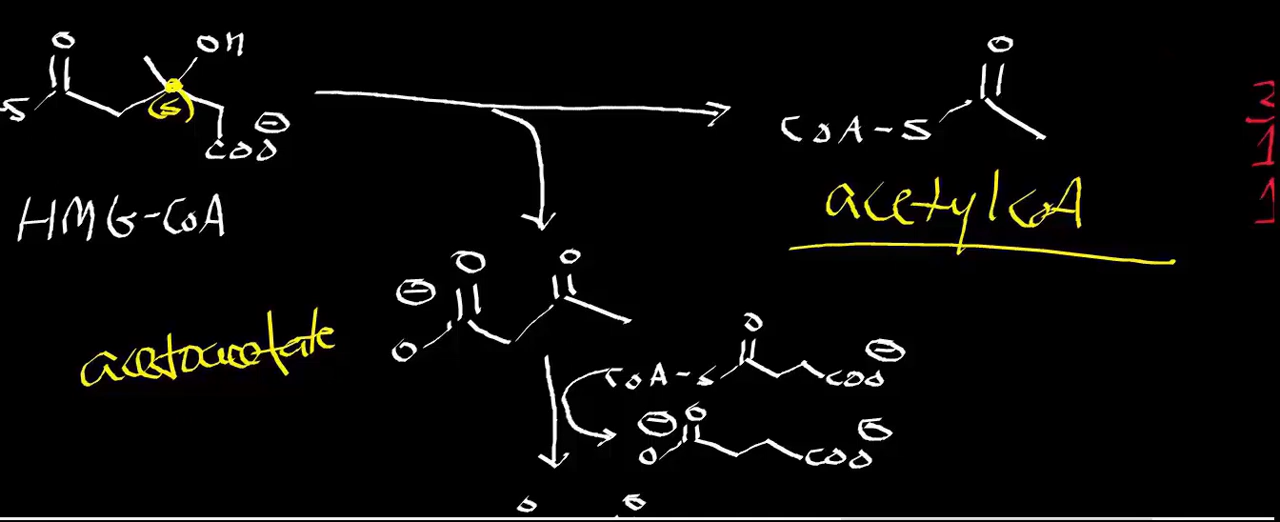 O
OH
O
S
(S)
COO ⊖
CoA-S
HMG-CoA
acetylCoA
⊖ O O
O
acetoacetate
O
CoA-S COO ⊖
⊖ O ⊖
O COO
O O